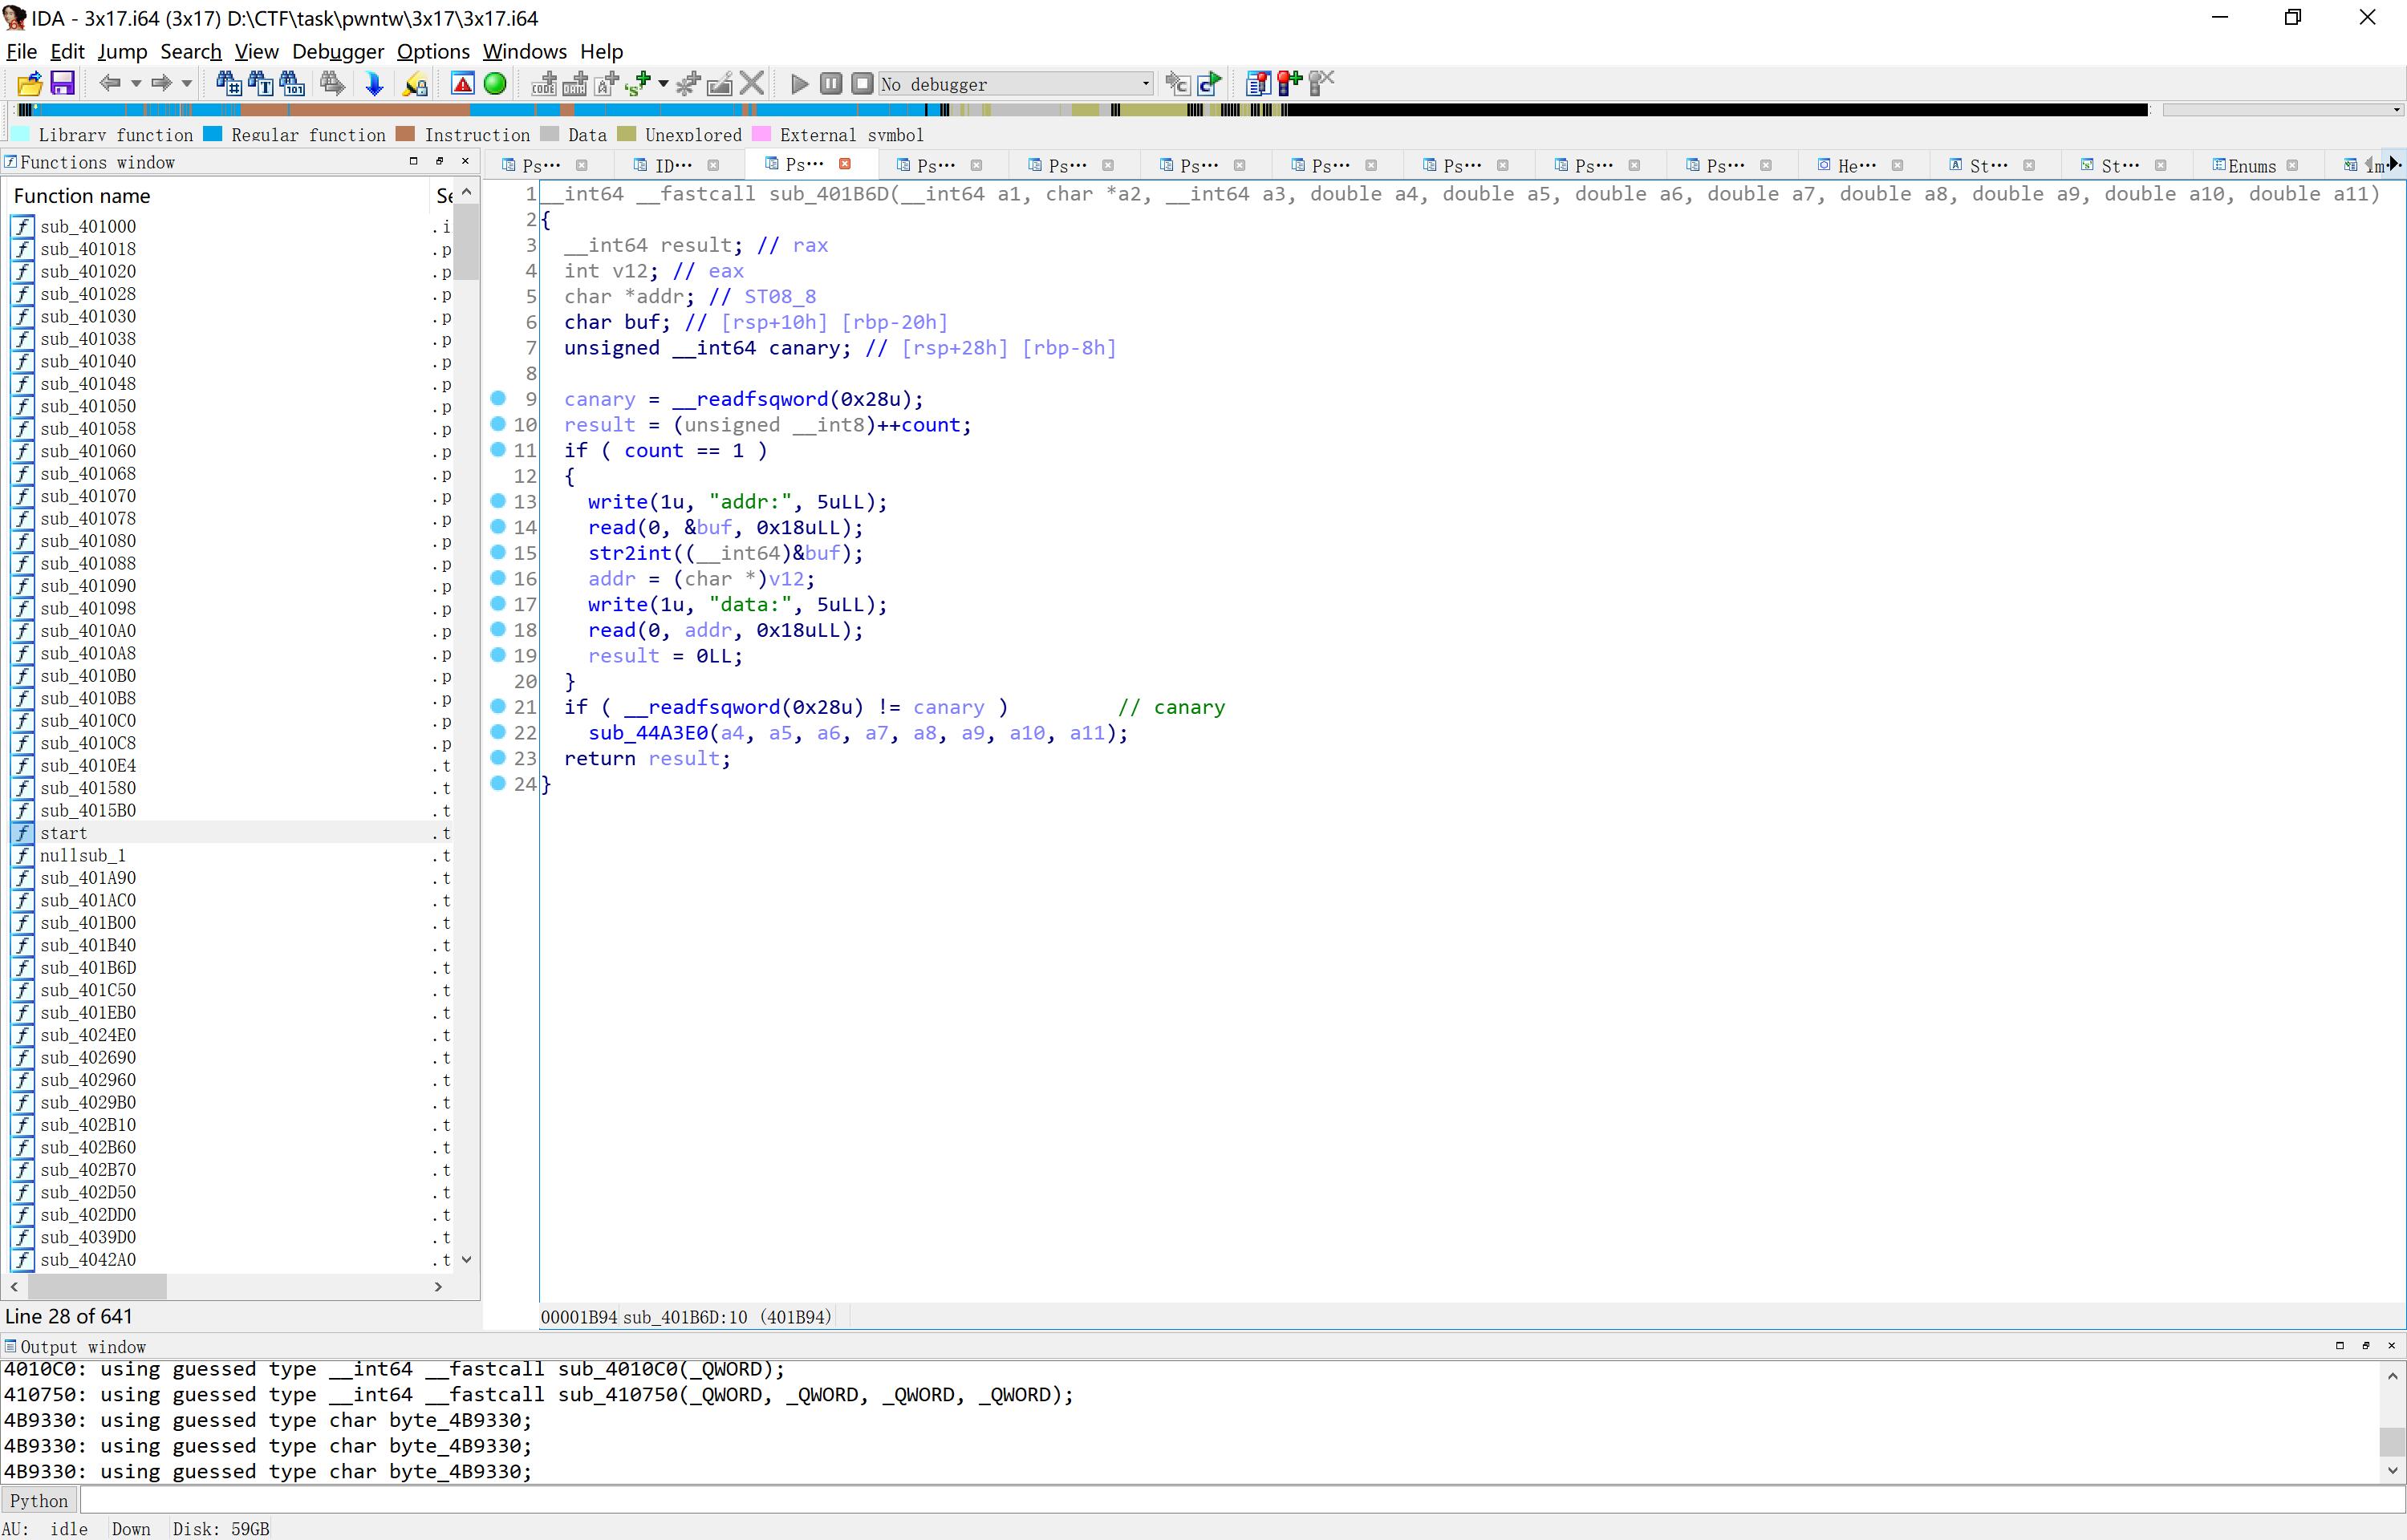 IDA - 3x17.i64 (3x17) D:\CTF\task\pwntw\3x17\3x17.i64
File Edit Jump Search View Debugger Options Windows Help
No debugger
Library function Regular function Instruction Data Unexplored External symbol
Functions window
Ps··· ID··· Ps··· Ps··· Ps··· Ps··· Ps··· Ps··· Ps··· Ps··· He··· St··· St··· Enums Im
Function name Se
sub_401000 .i
sub_401018 .p
sub_401020 .p
sub_401028 .p
sub_401030 .p
sub_401038 .p
sub_401040 .p
sub_401048 .p
sub_401050 .p
sub_401058 .p
sub_401060 .p
sub_401068 .p
sub_401070 .p
sub_401078 .p
sub_401080 .p
sub_401088 .p
sub_401090 .p
sub_401098 .p
sub_4010A0 .p
sub_4010A8 .p
sub_4010B0 .p
sub_4010B8 .p
sub_4010C0 .p
sub_4010C8 .p
sub_4010E4 .t
sub_401580 .t
sub_4015B0 .t
start .t
nullsub_1 .t
sub_401A90 .t
sub_401AC0 .t
sub_401B00 .t
sub_401B40 .t
sub_401B6D .t
sub_401C50 .t
sub_401EB0 .t
sub_4024E0 .t
sub_402690 .t
sub_402960 .t
sub_4029B0 .t
sub_402B10 .t
sub_402B60 .t
sub_402B70 .t
sub_402D50 .t
sub_402DD0 .t
sub_4039D0 .t
sub_4042A0 .t
Line 28 of 641
1 __int64 __fastcall sub_401B6D(__int64 a1, char *a2, __int64 a3, double a4, double a5, double a6, double a7, double a8, double a9, double a10, double a11)
2 {
3 __int64 result; // rax
4 int v12; // eax
5 char *addr; // ST08_8
6 char buf; // [rsp+10h] [rbp-20h]
7 unsigned __int64 canary; // [rsp+28h] [rbp-8h]
8
9 canary = __readfsqword(0x28u);
10 result = (unsigned __int8)++count;
11 if ( count == 1 )
12 {
13 write(1u, "addr:", 5uLL);
14 read(0, &buf, 0x18uLL);
15 str2int((__int64)&buf);
16 addr = (char *)v12;
17 write(1u, "data:", 5uLL);
18 read(0, addr, 0x18uLL);
19 result = 0LL;
20 }
21 if ( __readfsqword(0x28u) != canary ) // canary
22 sub_44A3E0(a4, a5, a6, a7, a8, a9, a10, a11);
23 return result;
24 }
00001B94 sub_401B6D:10 (401B94)
Output window
4010C0: using guessed type __int64 __fastcall sub_4010C0(_QWORD);
410750: using guessed type __int64 __fastcall sub_410750(_QWORD, _QWORD, _QWORD, _QWORD);
4B9330: using guessed type char byte_4B9330;
4B9330: using guessed type char byte_4B9330;
4B9330: using guessed type char byte_4B9330;
Python
AU: idle Down Disk: 59GB